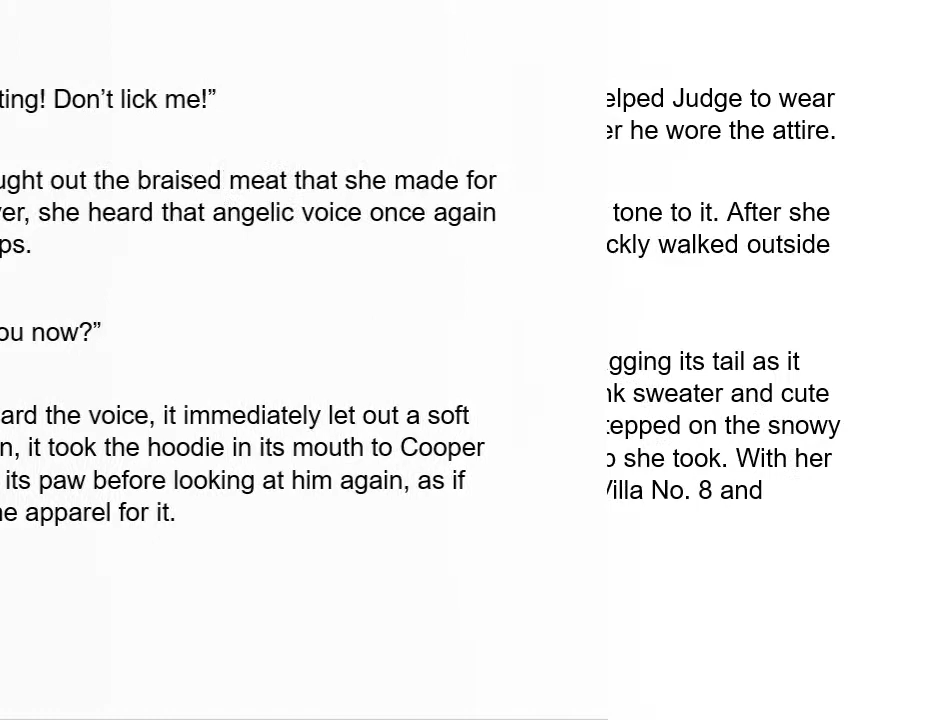 ting! Don’t lick me!”
ught out the braised meat that she made for
ver, she heard that angelic voice once again
ps.
ou now?”
ard the voice, it immediately let out a soft
n, it took the hoodie in its mouth to Cooper
its paw before looking at him again, as if
ne apparel for it.
elped Judge to wear
er he wore the attire.
tone to it. After she
ckly walked outside
gging its tail as it
nk sweater and cute
tepped on the snowy
p she took. With her
Villa No. 8 and